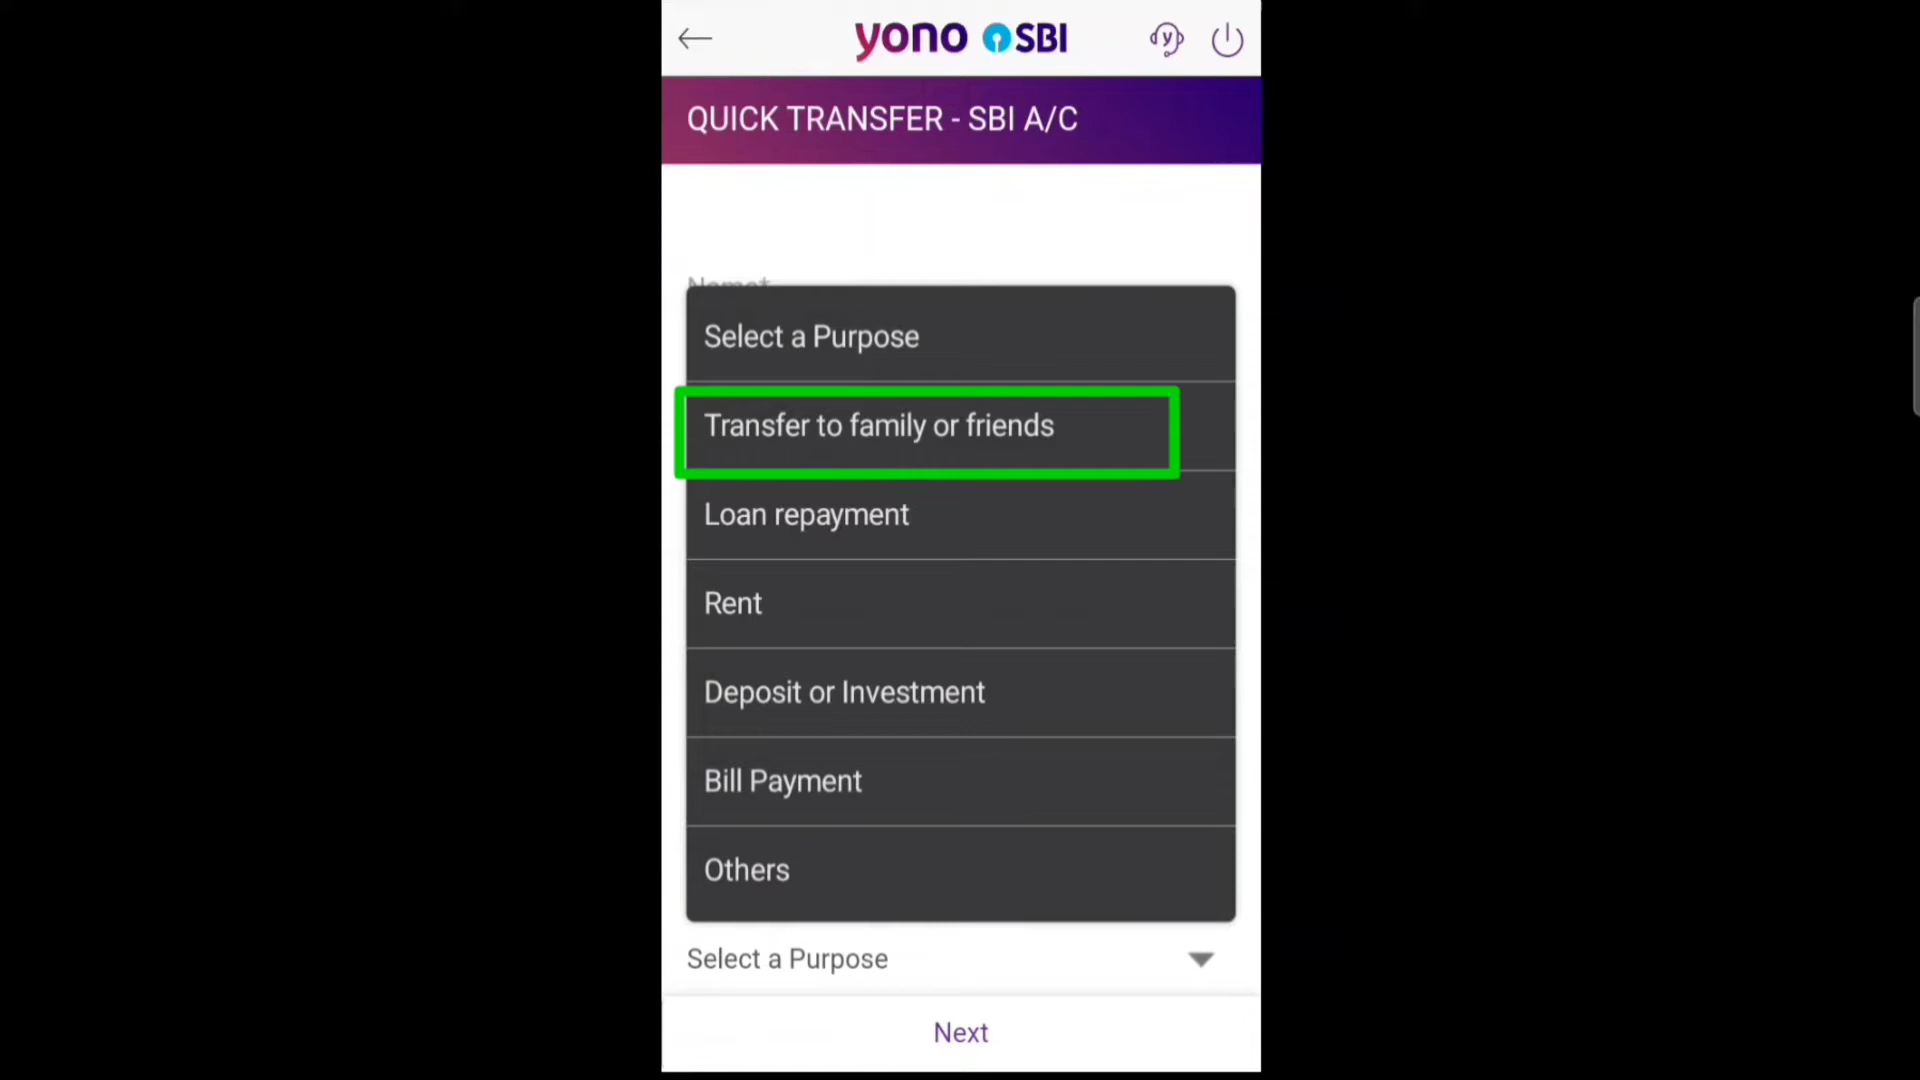 yono SBI
QUICK TRANSFER - SBI A/C
Name*
Select a Purpose
Transfer to family or friends
Loan repayment
Rent
Deposit or Investment
Bill Payment
Others
Select a Purpose
Next